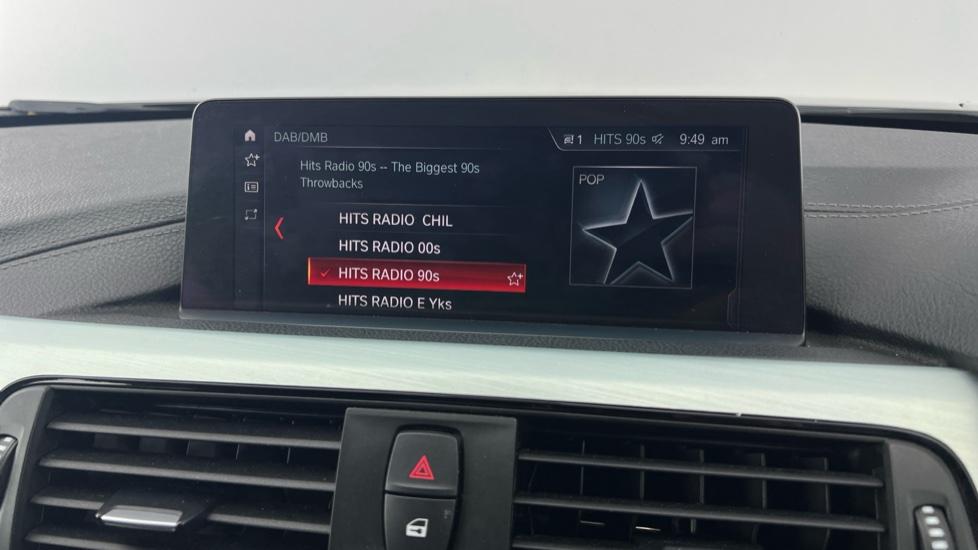 DAB/DMB
1 HITS 90s 9:49 am
Hits Radio 90s -- The Biggest 90s
Throwbacks
POP
HITS RADIO CHIL
HITS RADIO 00s
HITS RADIO 90s
HITS RADIO E Yks